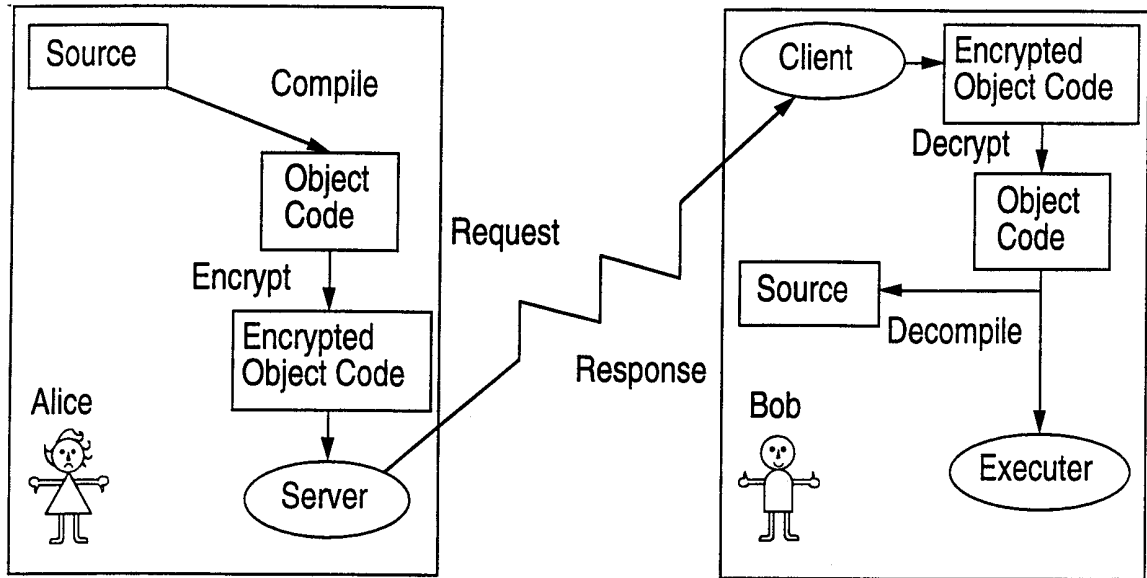 Source
Compile
Object
Code
Encrypt
Encrypted
Object Code
Alice
Server
Request
Response
Client
Encrypted
Object Code
Decrypt
Object
Code
Source
Decompile
Bob
Executer